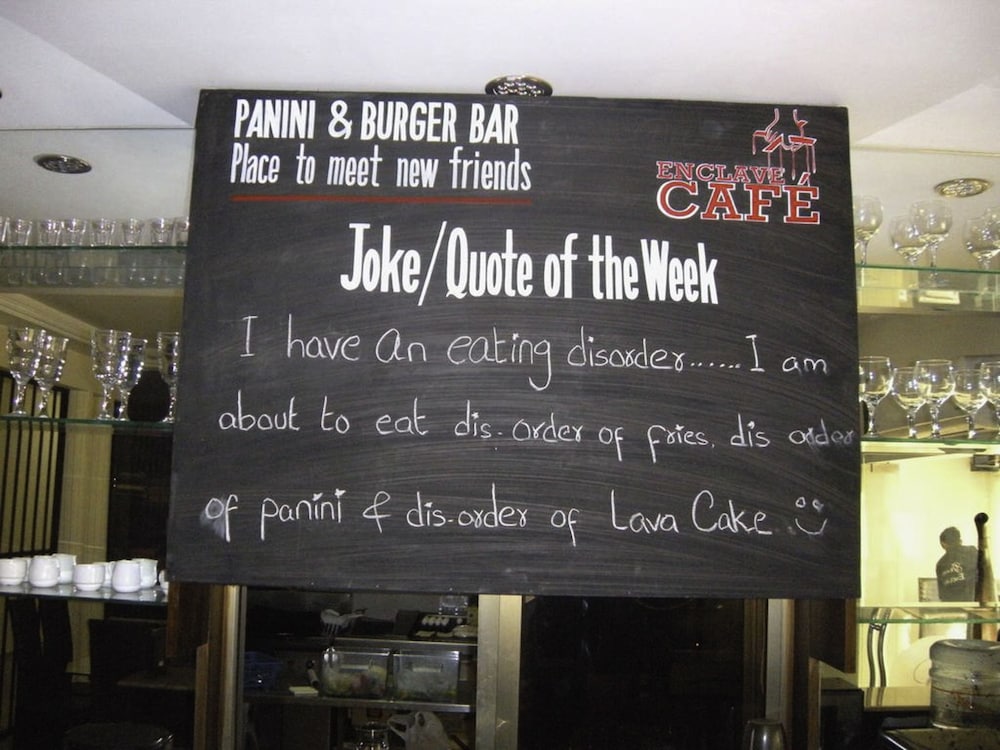 PANINI & BURGER BAR
Place to meet new friends
ENCLAVE
CAFÉ
Joke/Quote of the Week
I have an eating disorder......I am
about to eat dis-order of fries, dis order
of panini & dis-order of Lava Cake